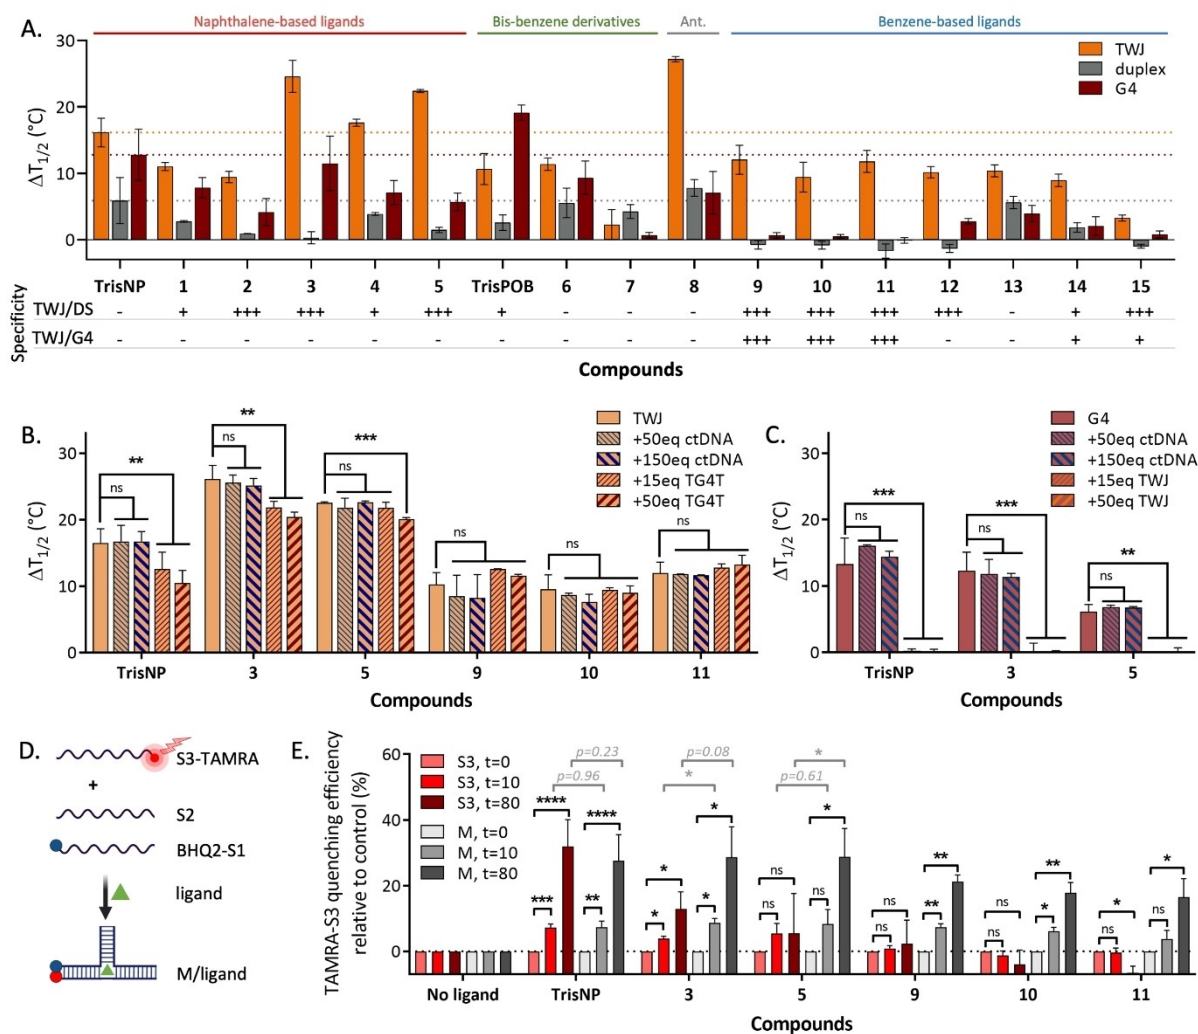 Naphthalene-based ligands Bis-benzene derivatives Ant. Benzene-based ligands
A.
30
20
10
0
ΔT1/2 (°C)
TWJ
duplex
G4
TrisNP 1 2 3 4 5 TrisPOB 6 7 8 9 10 11 12 13 14 15
Specificity
TWJ/DS - + +++ +++ + +++ + - - - +++ +++ +++ +++ - + +++
TWJ/G4 - - - - - - - - - - +++ +++ +++ - - + +
Compounds
B.
30
20
10
0
ΔT1/2 (°C)
TWJ
+50eq ctDNA
+150eq ctDNA
+15eq TG4T
+50eq TG4T
** ** ***
ns ns ns ns ns ns
TrisNP 3 5 9 10 11
Compounds
C.
30
20
10
0
ΔT1/2 (°C)
G4
+50eq ctDNA
+150eq ctDNA
+15eq TWJ
+50eq TWJ
*** *** **
ns ns ns
TrisNP 3 5
Compounds
D.
S3-TAMRA
+
S2
BHQ2-S1
ligand
M/ligand
E.
TAMRA-S3 quenching efficiency
relative to control (%)
60
40
20
0
S3, t=0
S3, t=10
S3, t=80
M, t=0
M, t=10
M, t=80
p=0.23 p=0.08 *
p=0.96 * p=0.61
**** **** * * ns * ns ** ns ** * *
*** ** * * ns ns ns ** ns * ns ns
No ligand TrisNP 3 5 9 10 11
Compounds